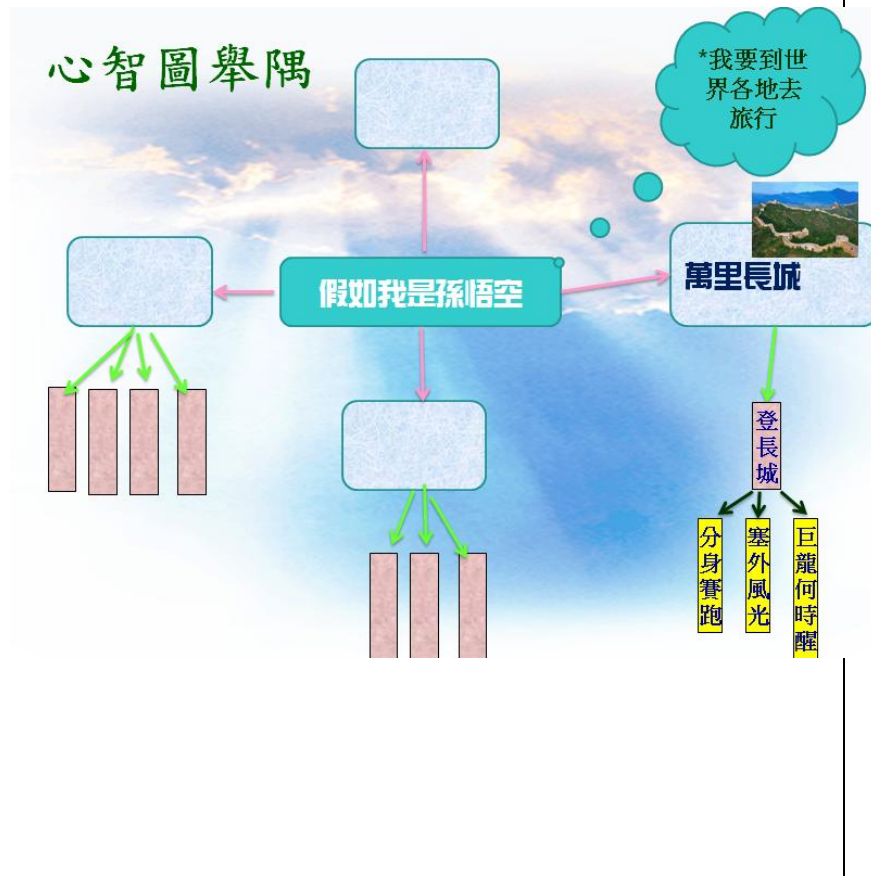 心智圖舉隅
*我要到世
界各地去
旅行
萬里長城
假如我是孫悟空
登長城
分身賽跑
塞外風光
巨龍何時醒